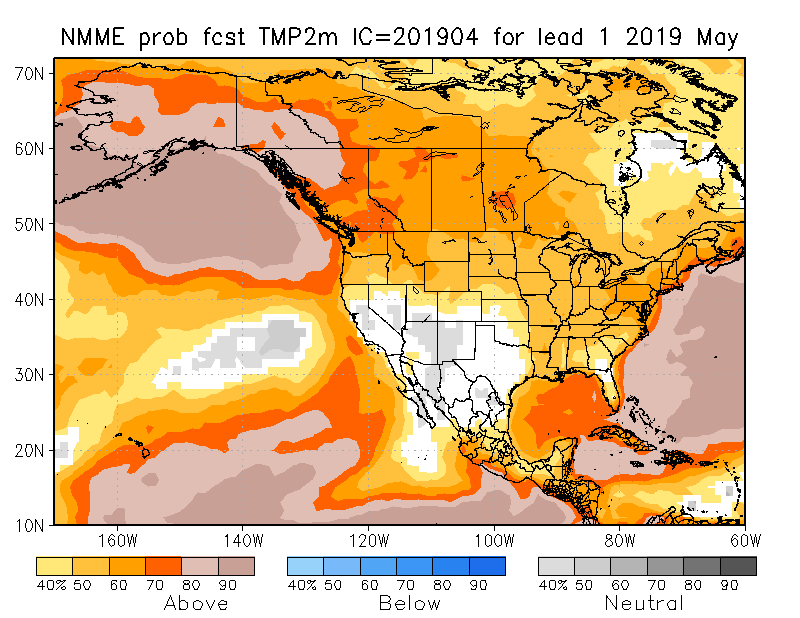 NMME prob fcst TMP2m IC=201904 for lead 1 2019 May
70N
60N
50N
40N
30N
20N
10N
160W 140W 120W 100W 80W 60W
40% 50 60 70 80 90 40% 50 60 70 80 90 40% 50 60 70 80 90
Above Below Neutral